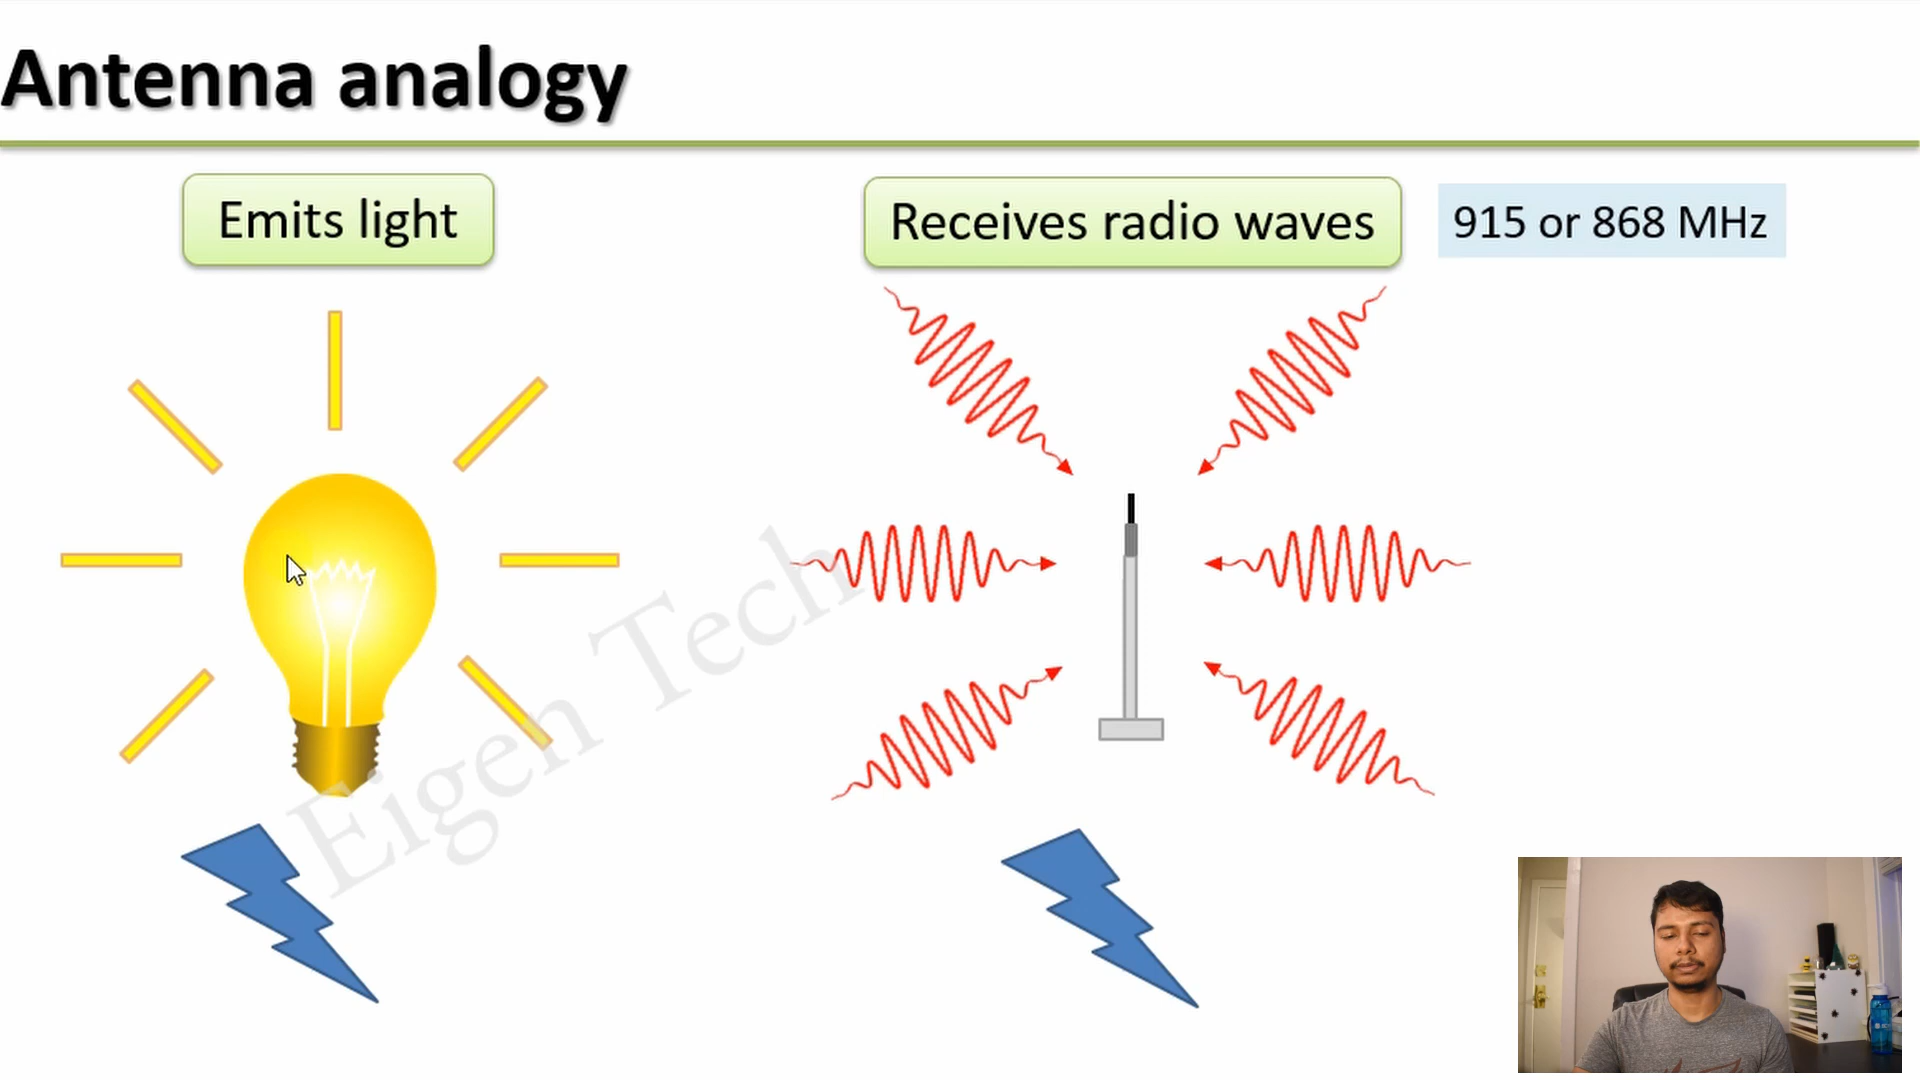 Antenna analogy
Emits light
Receives radio waves
915 or 868 MHz
Eigen Tech